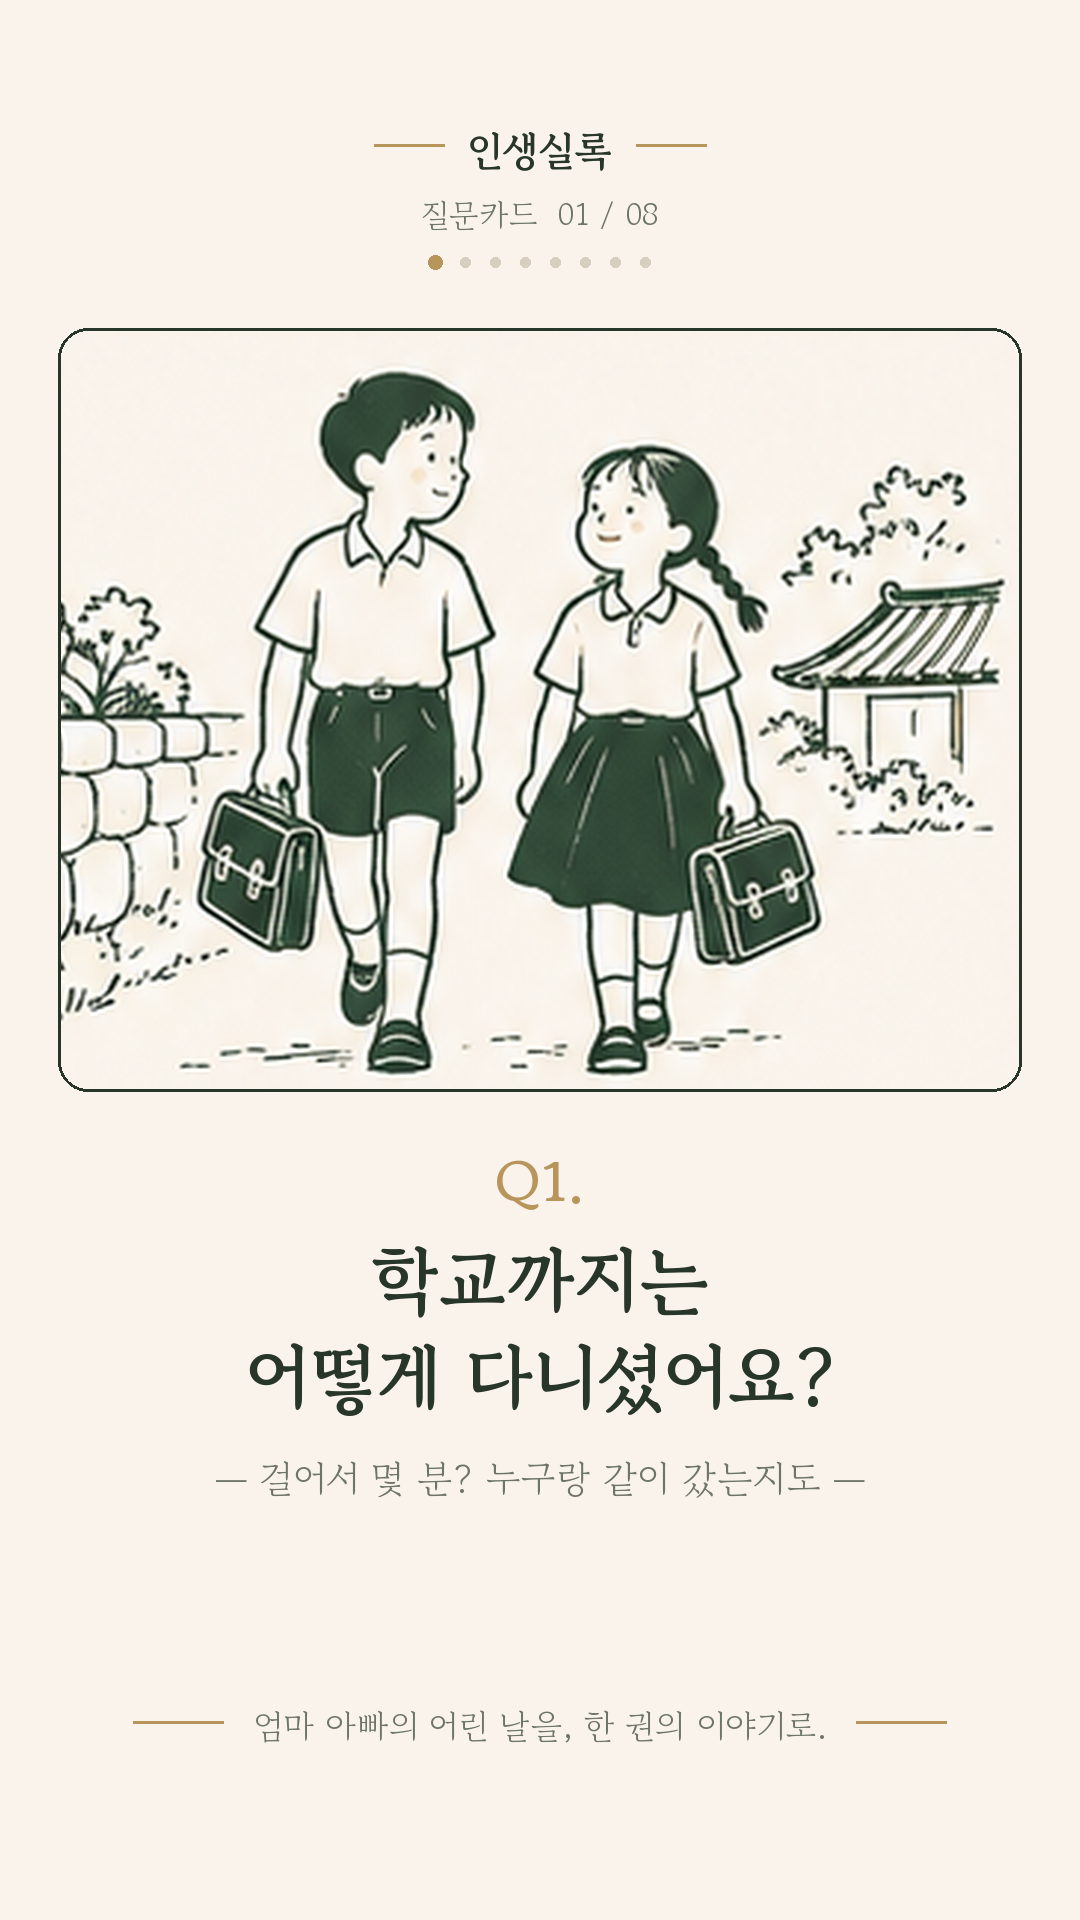 인생실록
질문카드 01 / 08
Q1.
학교까지는
어떻게 다니셨어요?
— 걸어서 몇 분? 누구랑 같이 갔는지도 —
엄마 아빠의 어린 날을, 한 권의 이야기로.